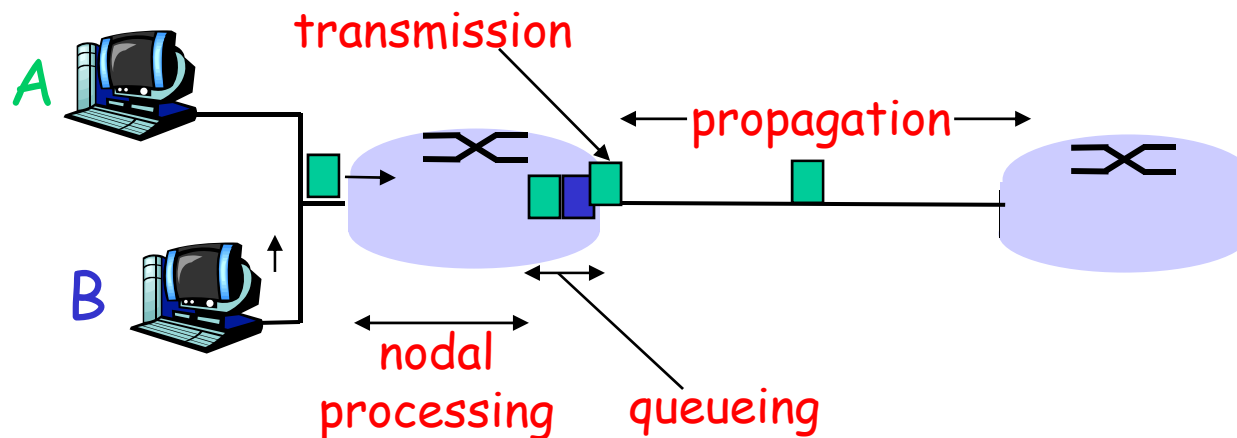 transmission
A
propagation
B
nodal
processing
queueing